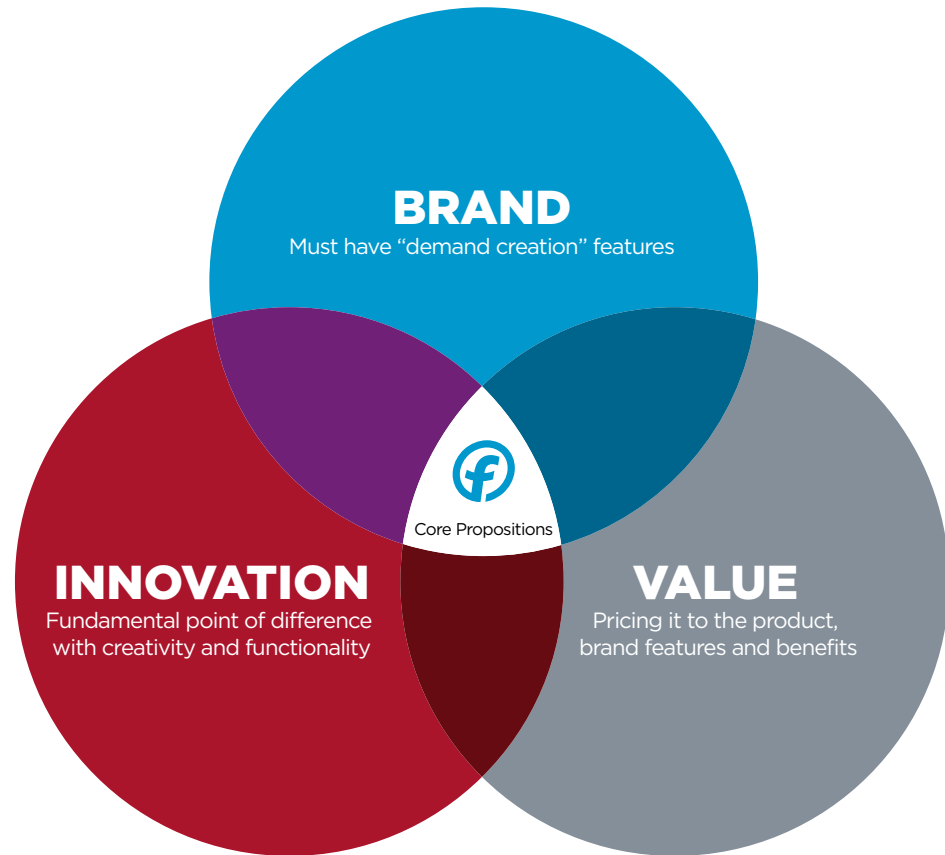 BRAND
Must have “demand creation” features
f
Core Propositions
INNOVATION
Fundamental point of difference
with creativity and functionality
VALUE
Pricing it to the product,
brand features and benefits